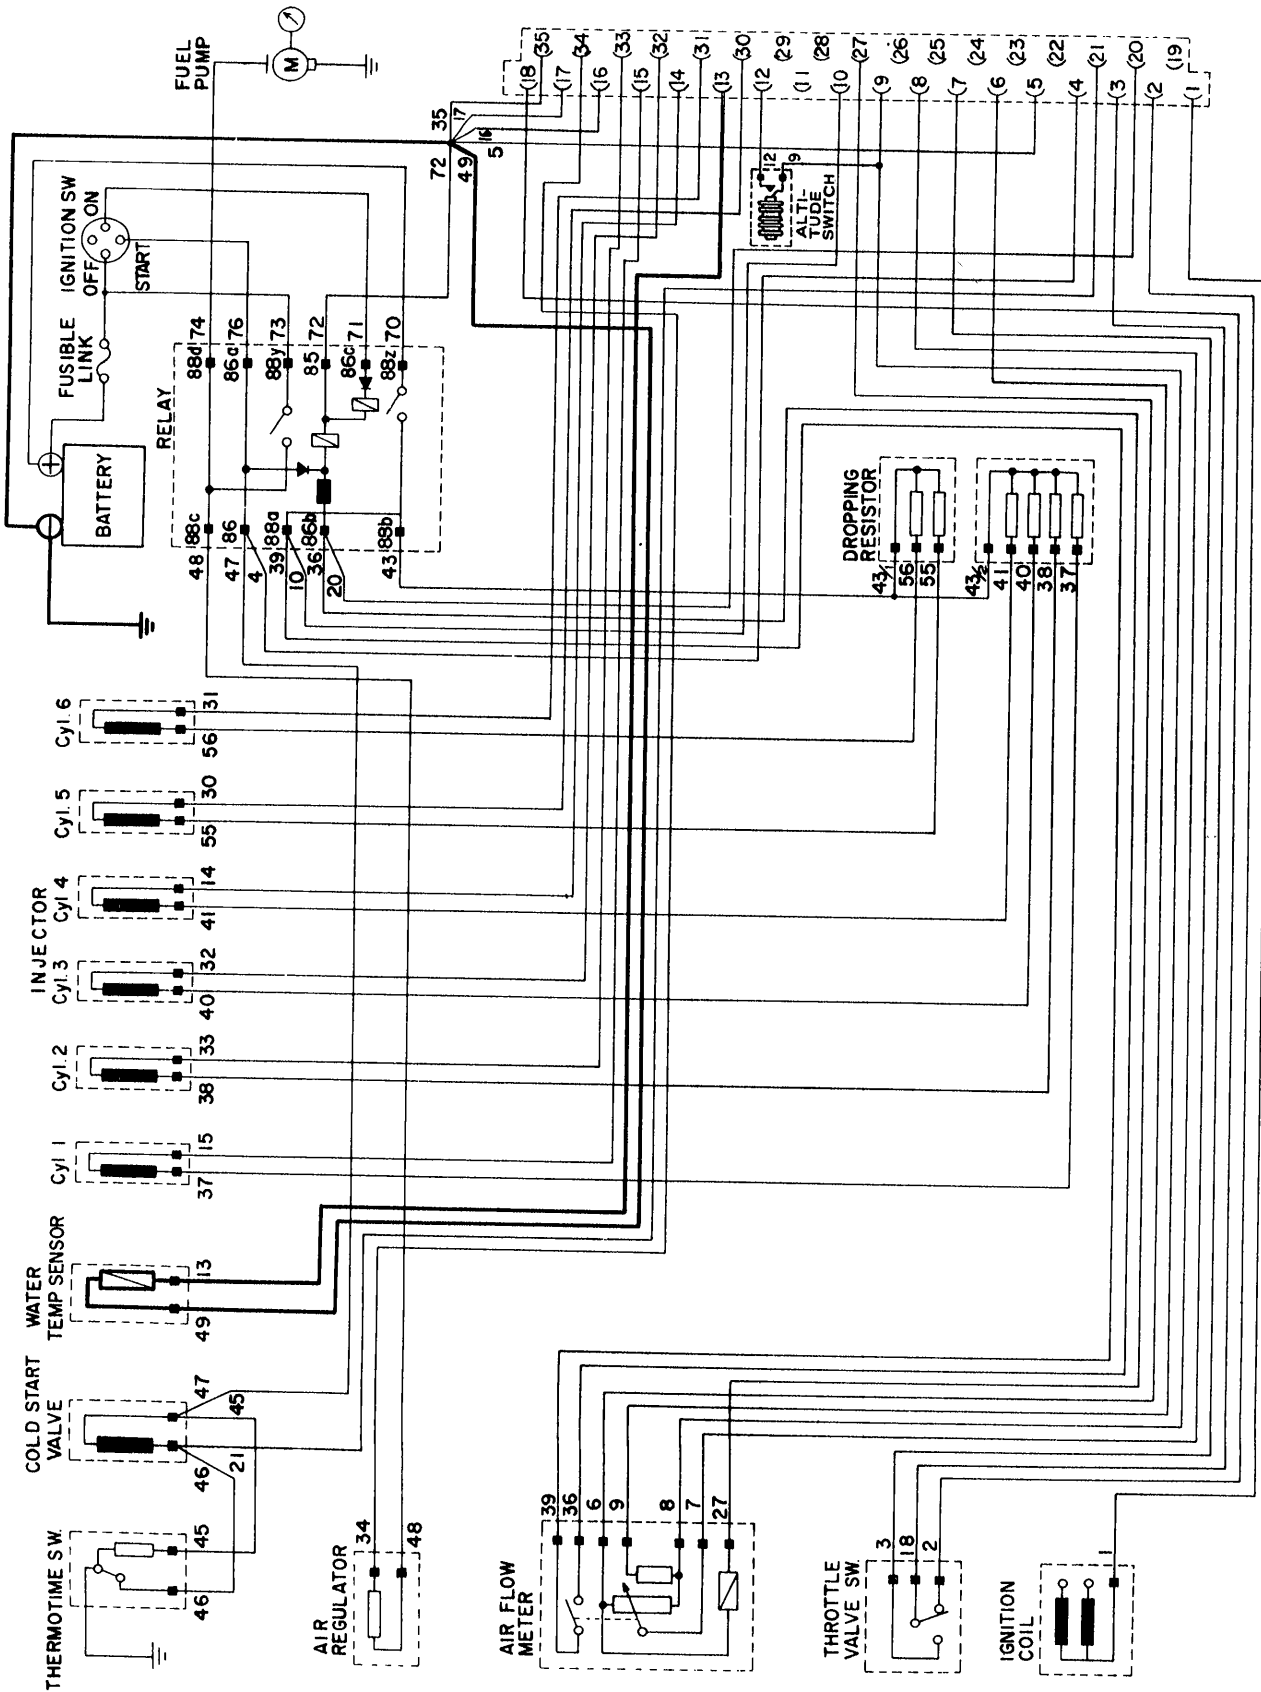 FUEL
PUMP
M
IGNITION SW
OFF
ON
START
FUSIBLE
LINK
BATTERY
RELAY
88d 74
86a 76
88y 73
85 72
86c 71
88z 70
48 88c
47 86
4
39 88a
10
36 86b
20
43 88b
72
49
35
17
16
5
(18
(35
(17
(34
(16
(33
(15
(32
(14
(31
(13
(30
(12
(29
(11
(28
(10
(27
(9
(26
(8
(25
(7
(24
(6
(23
(5
(22
(4
(21
(3
(20
(2
(19
(1
12
9
ALTI-
TUDE
SWITCH
DROPPING
RESISTOR
43/1
56
55
43/2
41
40
38
37
INJECTOR
Cyl. 6
31
56
Cyl. 5
30
55
Cyl 4
14
41
Cyl. 3
32
40
Cyl. 2
33
38
Cyl 1
15
37
WATER
TEMP SENSOR
13
49
COLD START
VALVE
47
45
46
21
THERMOTIME SW.
45
46
AIR
REGULATOR
34
48
AIR FLOW
METER
39
36
6
9
8
7
27
THROTTLE
VALVE SW.
3
18
2
IGNITION
COIL
1